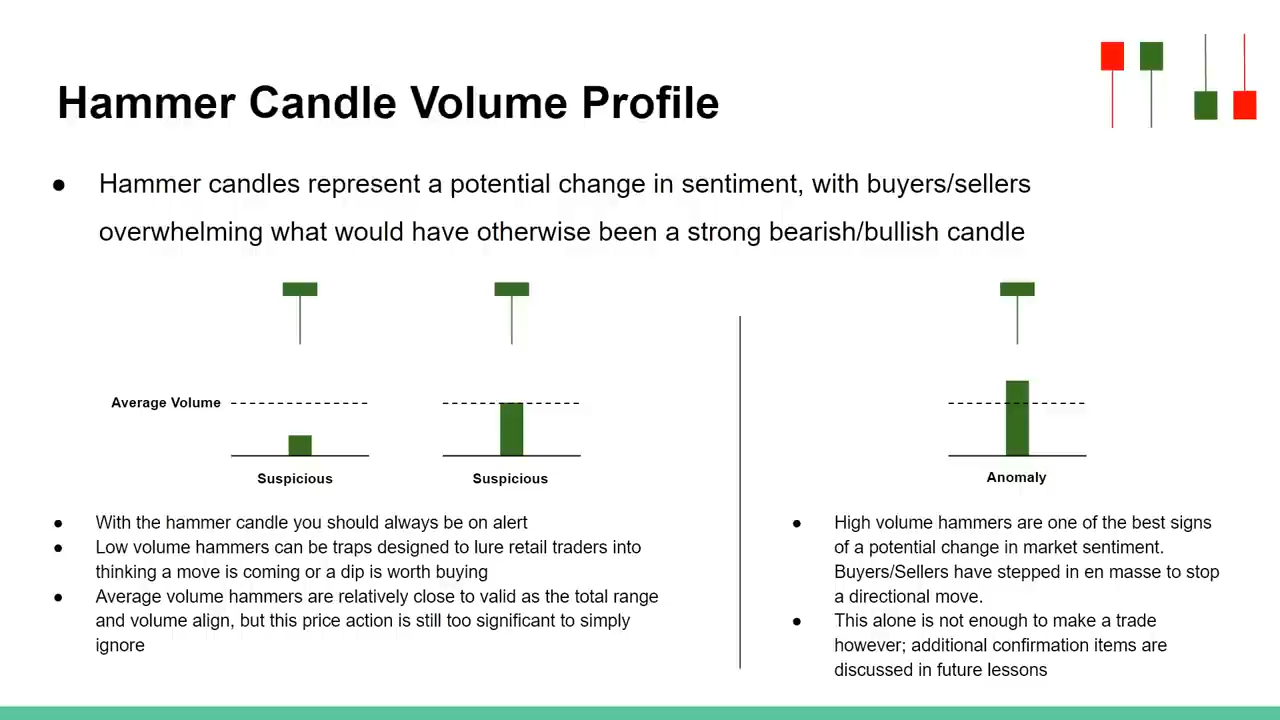 Hammer Candle Volume Profile
● Hammer candles represent a potential change in sentiment, with buyers/sellers
overwhelming what would have otherwise been a strong bearish/bullish candle
Average Volume
Suspicious
Suspicious
● With the hammer candle you should always be on alert
● Low volume hammers can be traps designed to lure retail traders into
thinking a move is coming or a dip is worth buying
● Average volume hammers are relatively close to valid as the total range
and volume align, but this price action is still too significant to simply
ignore
Anomaly
● High volume hammers are one of the best signs
of a potential change in market sentiment.
Buyers/Sellers have stepped in en masse to stop
a directional move.
● This alone is not enough to make a trade
however; additional confirmation items are
discussed in future lessons